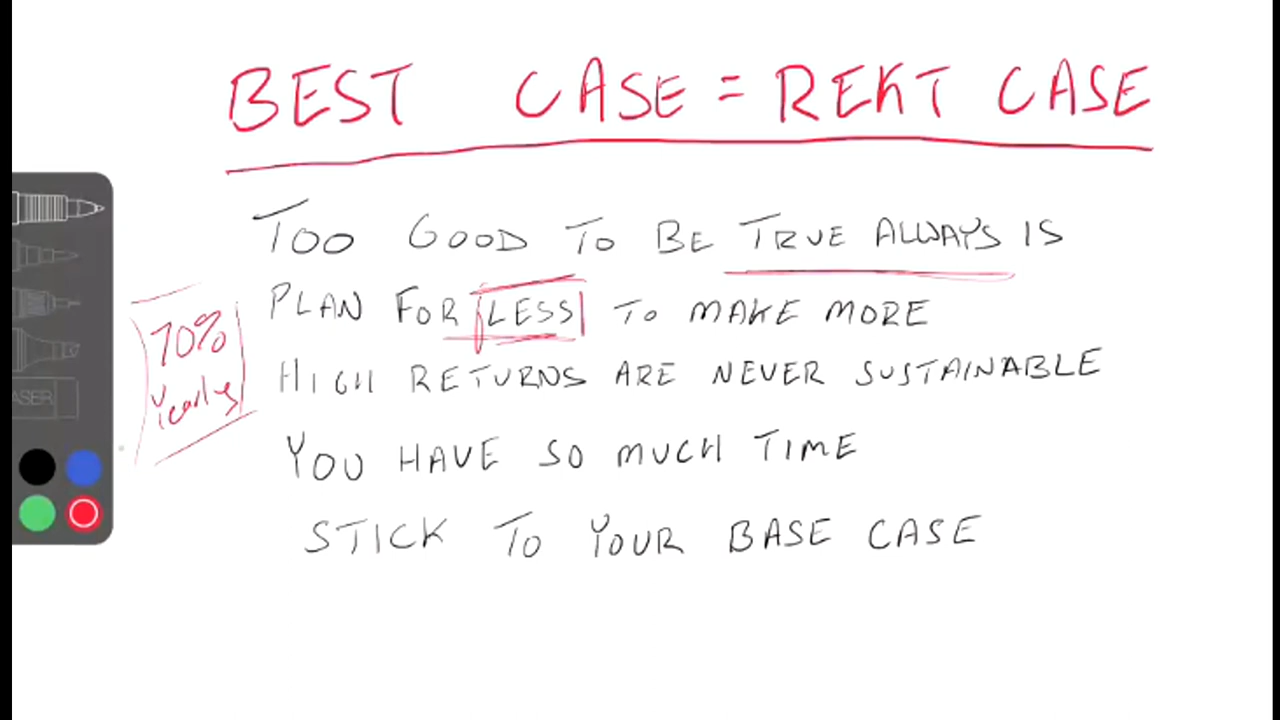 BEST CASE = REKT CASE
TOO GOOD TO BE TRUE ALWAYS IS
PLAN FOR LESS TO MAKE MORE
70%
Yearly
HIGH RETURNS ARE NEVER SUSTAINABLE
YOU HAVE SO MUCH TIME
STICK TO YOUR BASE CASE
ASER